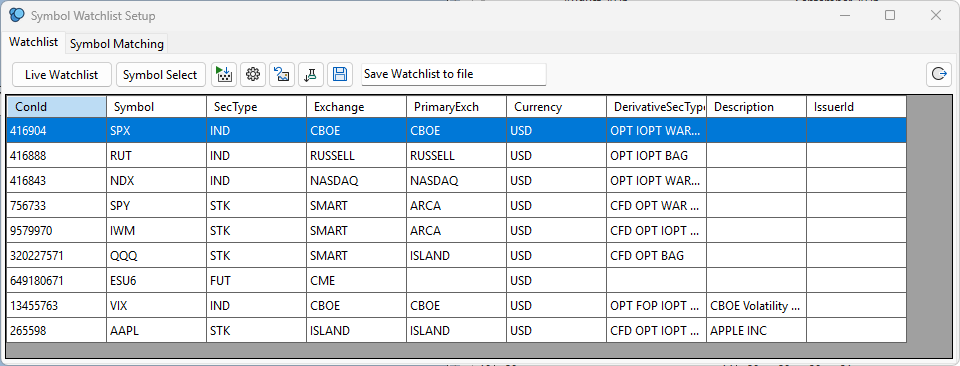 Symbol Watchlist Setup
Watchlist Symbol Matching
Live Watchlist Symbol Select Save Watchlist to file
ConId Symbol SecType Exchange PrimaryExch Currency DerivativeSecType Description IssuerId
416904 SPX IND CBOE CBOE USD OPT IOPT WAR...
416888 RUT IND RUSSELL RUSSELL USD OPT IOPT BAG
416843 NDX IND NASDAQ NASDAQ USD OPT IOPT WAR...
756733 SPY STK SMART ARCA USD CFD OPT WAR ...
9579970 IWM STK SMART ARCA USD CFD OPT IOPT ...
320227571 QQQ STK SMART ISLAND USD CFD OPT BAG
649180671 ESU6 FUT CME USD
13455763 VIX IND CBOE CBOE USD OPT FOP IOPT ... CBOE Volatility ...
265598 AAPL STK ISLAND ISLAND USD CFD OPT IOPT ... APPLE INC